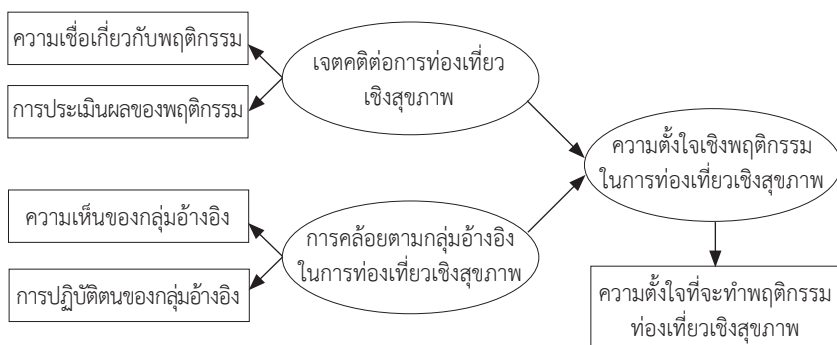 ความเชื่อเกี่ยวกับพฤติกรรม
การประเมินผลของพฤติกรรม
เจตคติต่อการท่องเที่ยว
เชิงสุขภาพ
ความตั้งใจเชิงพฤติกรรม
ในการท่องเที่ยวเชิงสุขภาพ
ความเห็นของกลุ่มอ้างอิง
การปฏิบัติตนของกลุ่มอ้างอิง
การคล้อยตามกลุ่มอ้างอิง
ในการท่องเที่ยวเชิงสุขภาพ
ความตั้งใจที่จะทำพฤติกรรม
ท่องเที่ยวเชิงสุขภาพ